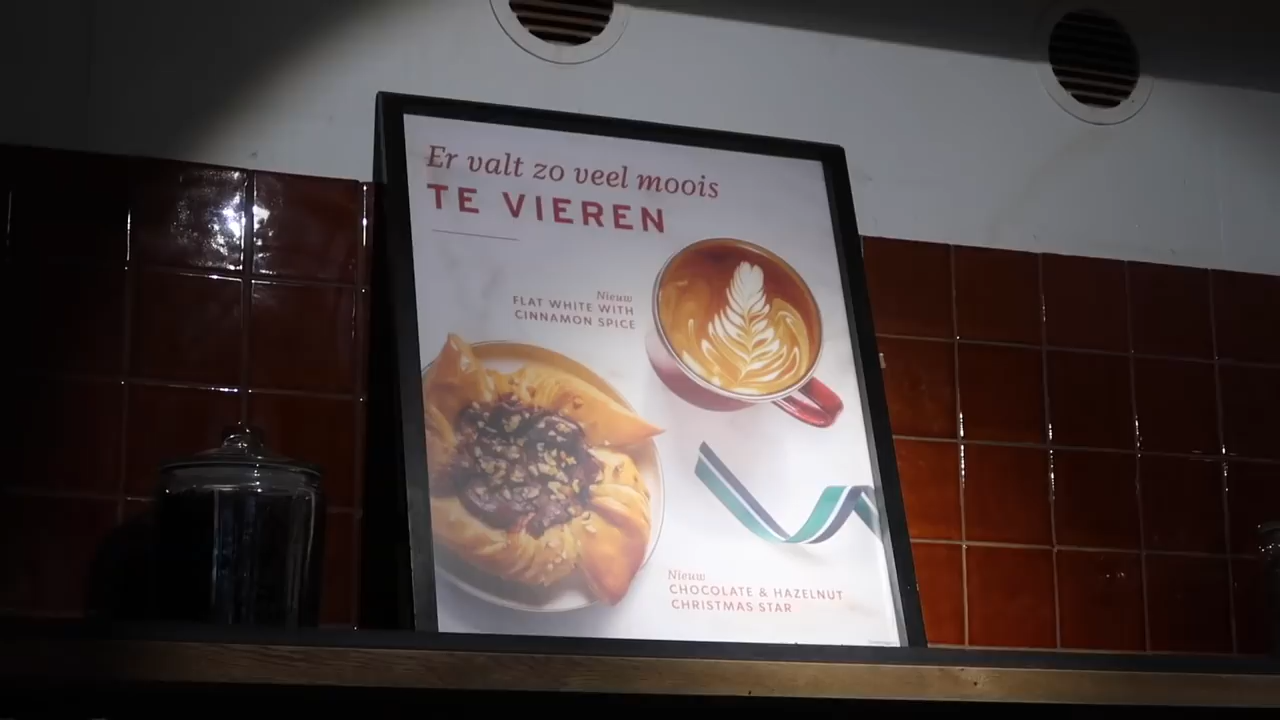 Er valt zo veel moois
TE VIEREN
Nieuw
FLAT WHITE WITH
CINNAMON SPICE
Nieuw
CHOCOLATE & HAZELNUT
CHRISTMAS STAR